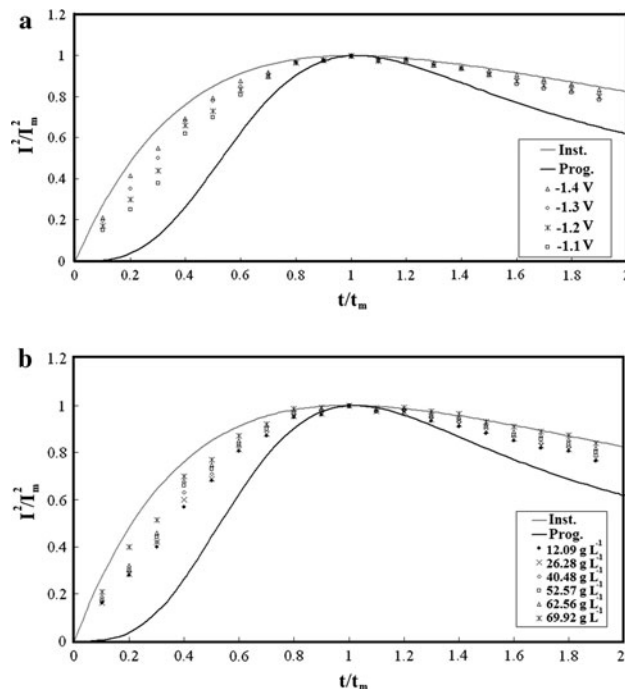 a
1.2
1
0.8
0.6
0.4
0.2
0
I²/I²ₘ
0 0.2 0.4 0.6 0.8 1 1.2 1.4 1.6 1.8 2
t/tₘ
Inst.
Prog.
-1.4 V
-1.3 V
-1.2 V
-1.1 V
b
1.2
1
0.8
0.6
0.4
0.2
0
I²/I²ₘ
0 0.2 0.4 0.6 0.8 1 1.2 1.4 1.6 1.8 2
t/tₘ
Inst.
Prog.
12.09 g L⁻¹
26.28 g L⁻¹
40.48 g L⁻¹
52.57 g L⁻¹
62.56 g L⁻¹
69.92 g L⁻¹